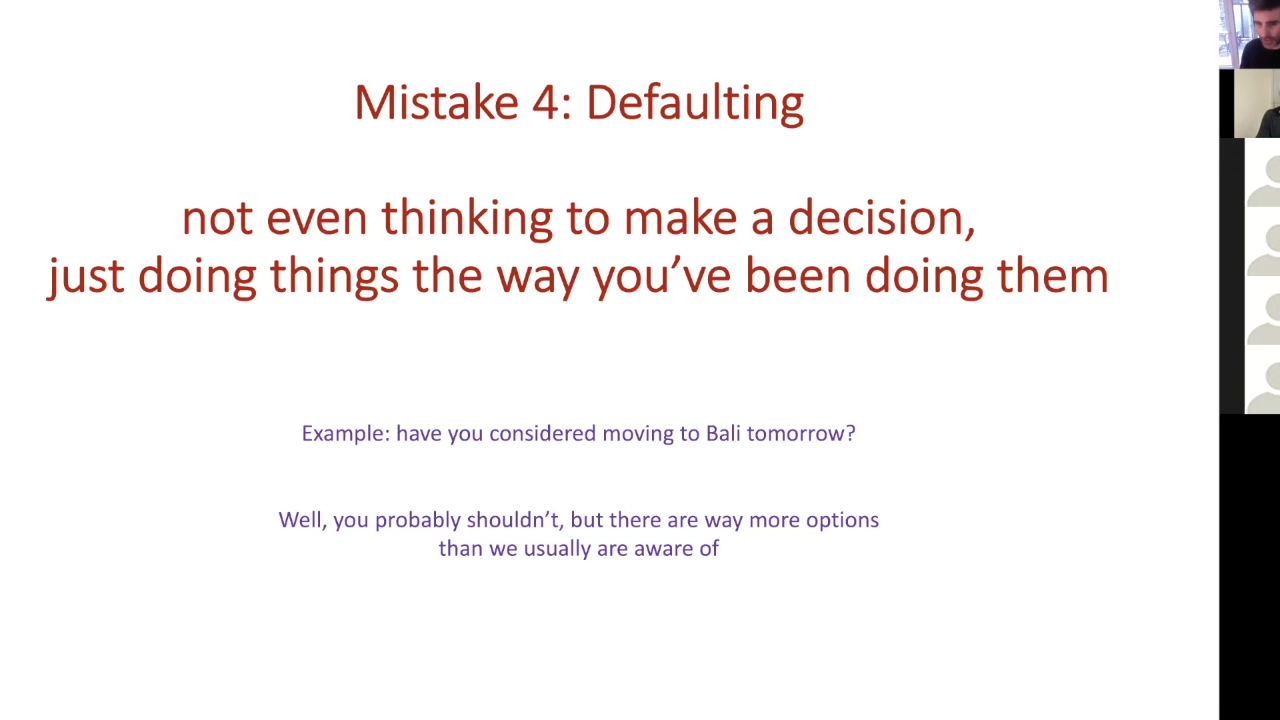 Mistake 4: Defaulting
not even thinking to make a decision,
just doing things the way you’ve been doing them
Example: have you considered moving to Bali tomorrow?
Well, you probably shouldn’t, but there are way more options
than we usually are aware of